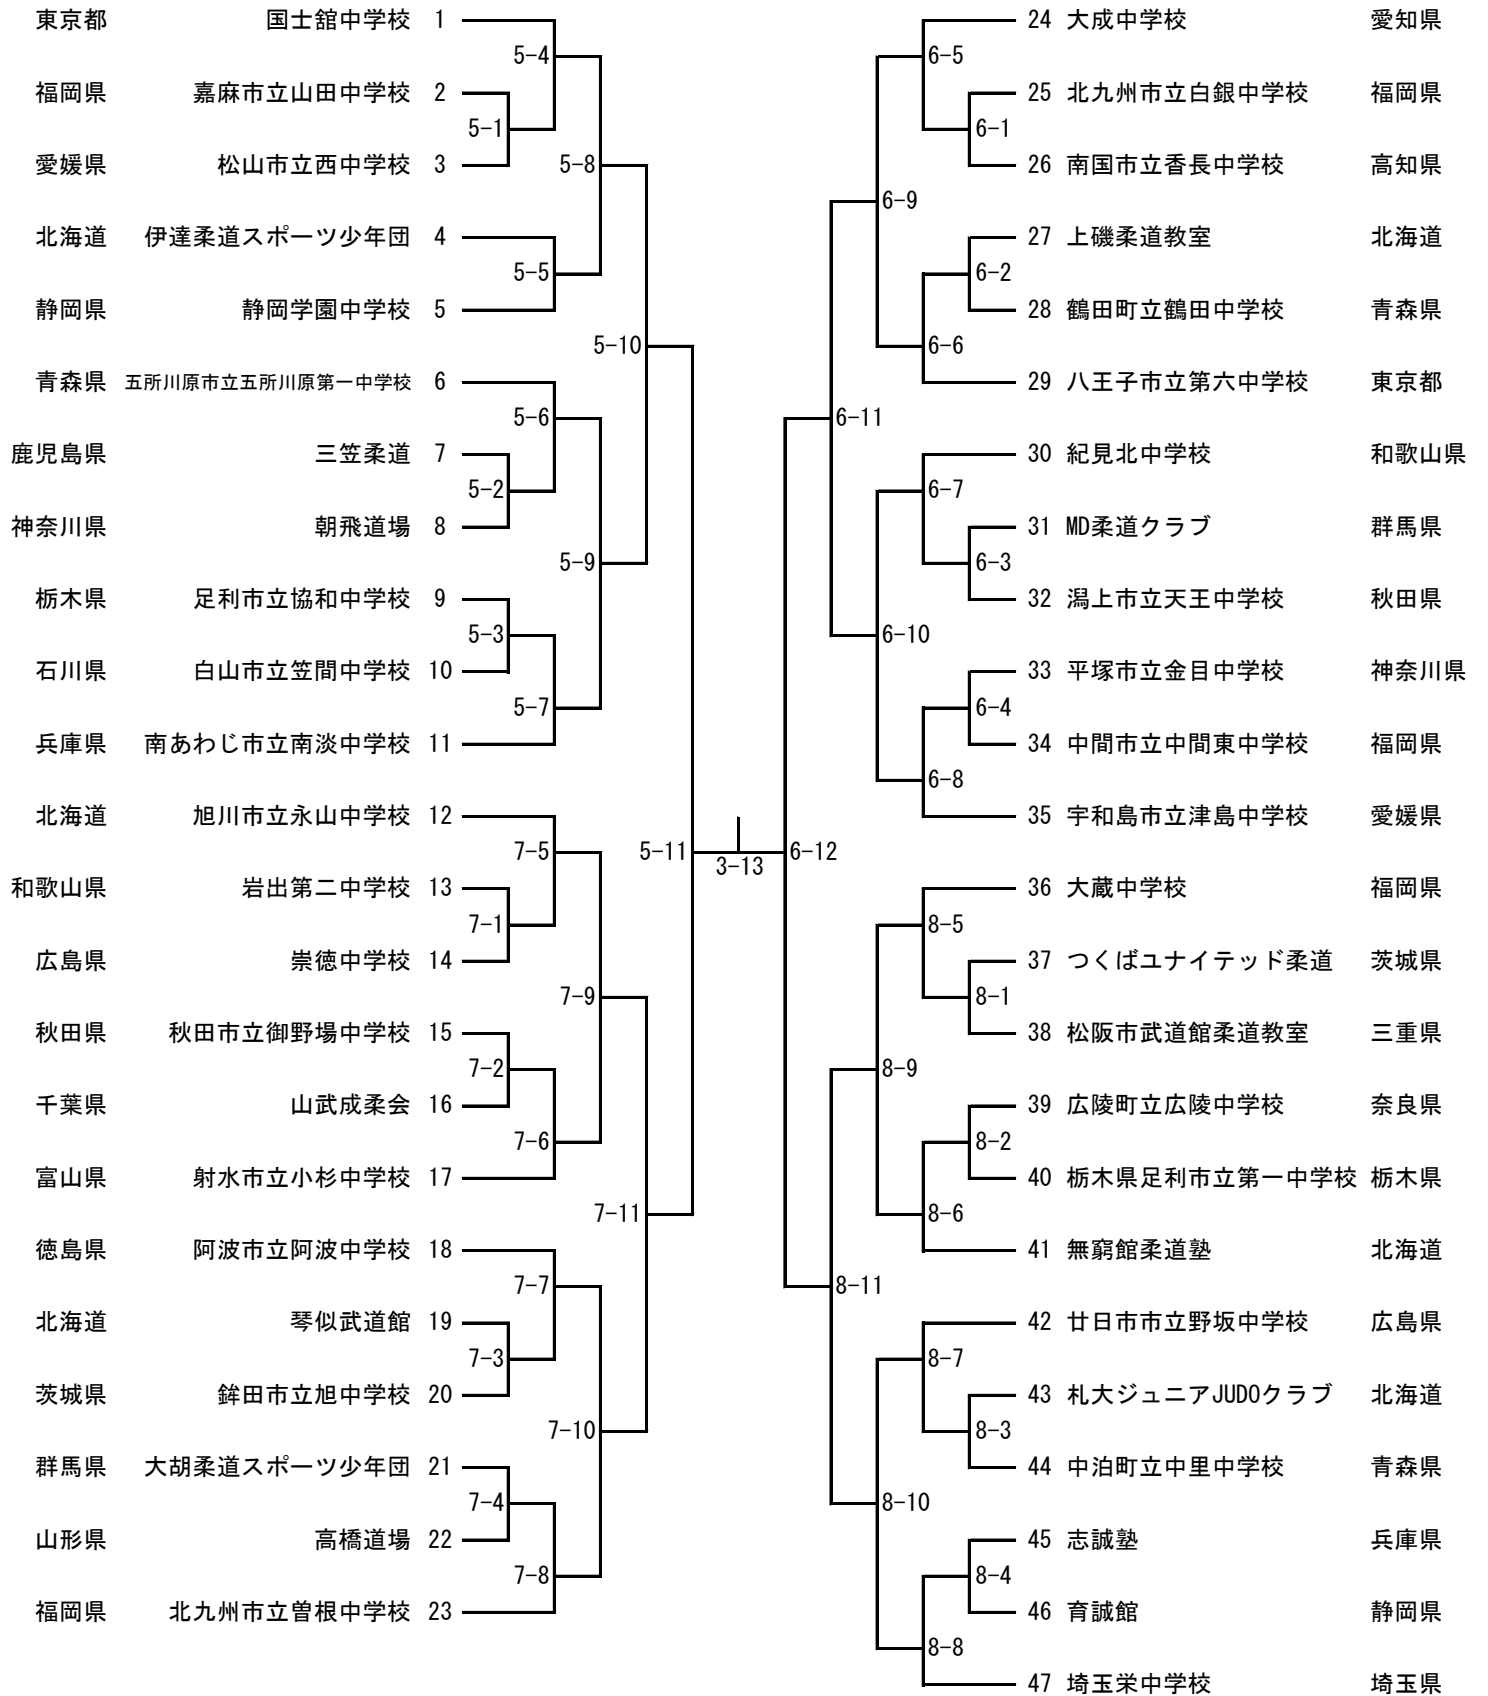 東京都 国士舘中学校 1
24 大成中学校 愛知県
5-4
6-5
福岡県 嘉麻市立山田中学校 2
25 北九州市立白銀中学校 福岡県
5-1
6-1
愛媛県 松山市立西中学校 3
5-8
26 南国市立香長中学校 高知県
6-9
北海道 伊達柔道スポーツ少年団 4
27 上磯柔道教室 北海道
5-5
6-2
静岡県 静岡学園中学校 5
28 鶴田町立鶴田中学校 青森県
5-10
6-6
青森県 五所川原市立五所川原第一中学校 6
29 八王子市立第六中学校 東京都
5-6
6-11
鹿児島県 三笠柔道 7
30 紀見北中学校 和歌山県
5-2
6-7
神奈川県 朝飛道場 8
31 MD柔道クラブ 群馬県
5-9
6-3
栃木県 足利市立協和中学校 9
32 潟上市立天王中学校 秋田県
5-3
6-10
石川県 白山市立笠間中学校 10
33 平塚市立金目中学校 神奈川県
5-7
6-4
兵庫県 南あわじ市立南淡中学校 11
34 中間市立中間東中学校 福岡県
6-8
北海道 旭川市立永山中学校 12
35 宇和島市立津島中学校 愛媛県
7-5
5-11
3-13
6-12
和歌山県 岩出第二中学校 13
36 大蔵中学校 福岡県
7-1
8-5
広島県 崇徳中学校 14
37 つくばユナイテッド柔道 茨城県
7-9
8-1
秋田県 秋田市立御野場中学校 15
38 松阪市武道館柔道教室 三重県
7-2
8-9
千葉県 山武成柔会 16
39 広陵町立広陵中学校 奈良県
7-6
8-2
富山県 射水市立小杉中学校 17
40 栃木県足利市立第一中学校 栃木県
7-11
8-6
徳島県 阿波市立阿波中学校 18
41 無窮館柔道塾 北海道
7-7
8-11
北海道 琴似武道館 19
42 廿日市市立野坂中学校 広島県
7-3
8-7
茨城県 鉾田市立旭中学校 20
43 札大ジュニアJUDOクラブ 北海道
7-10
8-3
群馬県 大胡柔道スポーツ少年団 21
44 中泊町立中里中学校 青森県
7-4
8-10
山形県 高橋道場 22
45 志誠塾 兵庫県
7-8
8-4
福岡県 北九州市立曽根中学校 23
46 育誠館 静岡県
8-8
47 埼玉栄中学校 埼玉県